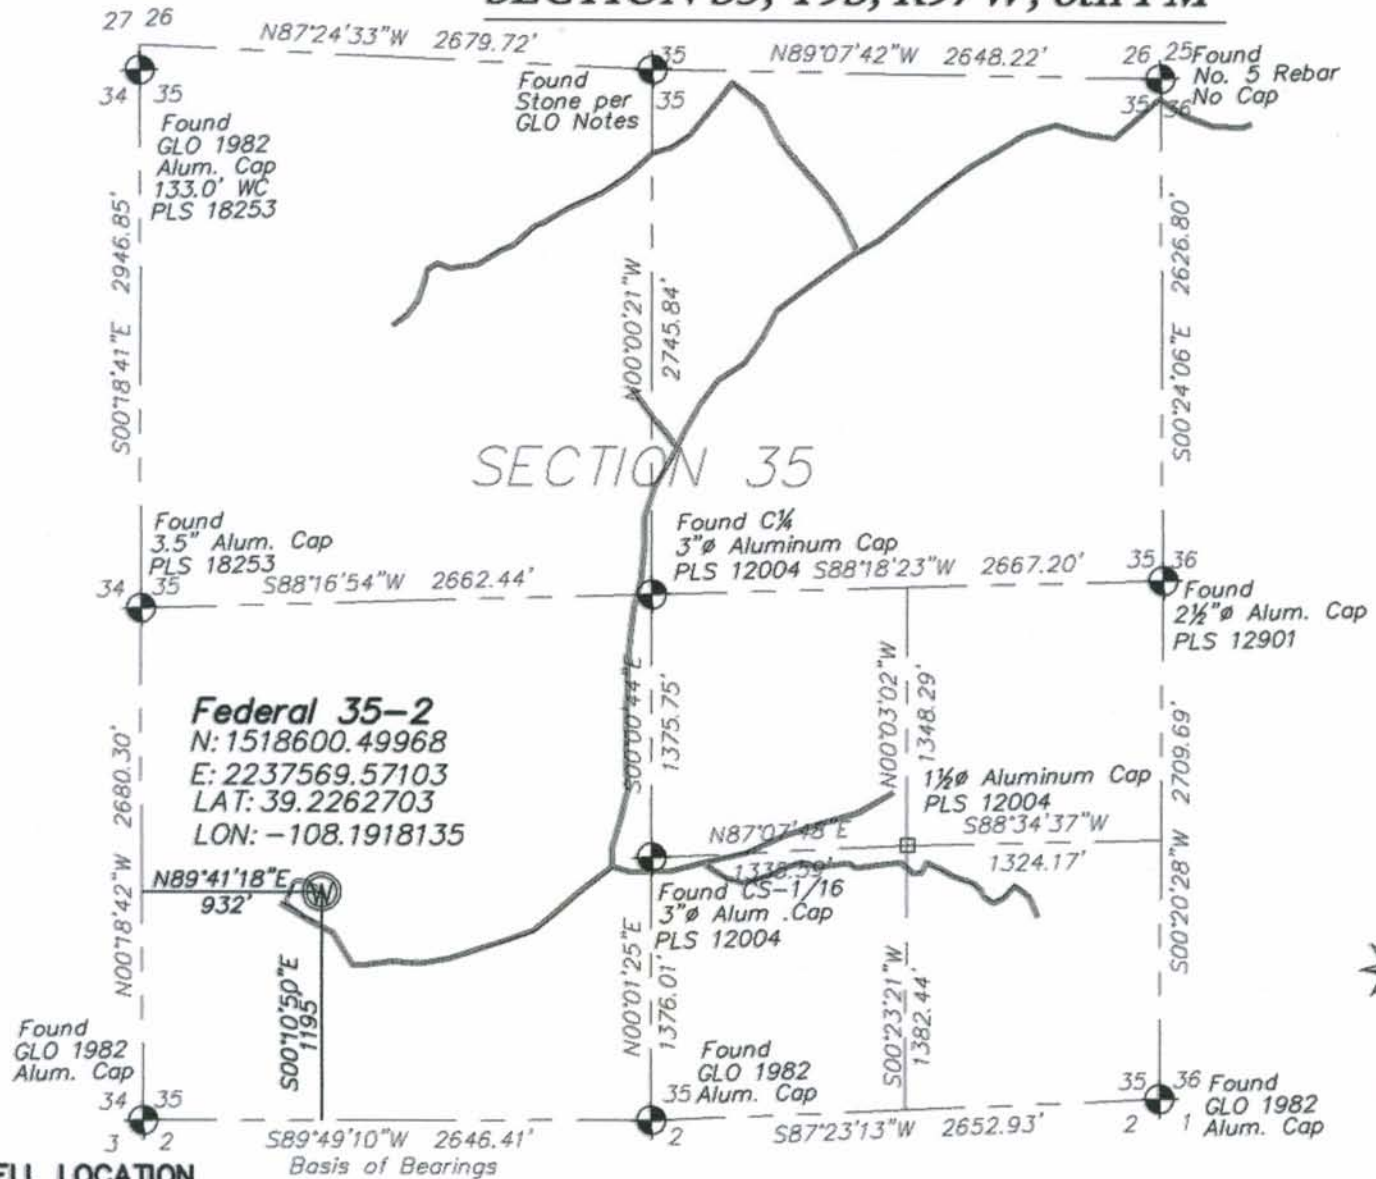 SECTION 35, T9S, R97W, 6th PM
27 26
N87°24'33"W 2679.72'
35
N89°07'42"W 2648.22'
26 25
Found
No. 5 Rebar
No Cap
34 35
Found
Stone per
GLO Notes
35
35 36
Found
GLO 1982
Alum. Cap
133.0' WC
PLS 18253
S00°18'41"E 2946.85'
N00°00'21"W
2745.84'
S00°24'06"E 2626.80'
SECTION 35
Found
3.5" Alum. Cap
PLS 18253
34 35
S88°16'54"W 2662.44'
Found C¼
3"ø Aluminum Cap
PLS 12004
S88°18'23"W 2667.20'
35 36
Found
2½"ø Alum. Cap
PLS 12901
Federal 35-2
N: 1518600.49968
E: 2237569.57103
LAT: 39.2262703
LON: -108.1918135
N00°18'42"W 2680.30'
S00°00'44"E
1375.75'
N00°03'02"W
1348.29'
1½ø Aluminum Cap
PLS 12004
S00°20'28"W 2709.69'
N87°07'48"E
1338.59'
S88°34'37"W
1324.17'
N89°41'18"E
932'
W
Found CS-1/16
3"ø Alum .Cap
PLS 12004
S00°10'50"E
1195
N00°01'25"E
1376.01'
S00°23'21"W
1382.44'
Found
GLO 1982
Alum. Cap
34 35
3 2
Found
GLO 1982
Alum. Cap
35
2
35 36
2 1
Found
GLO 1982
Alum. Cap
S89°49'10"W 2646.41'
Basis of Bearings
S87°23'13"W 2652.93'
ELL LOCATION